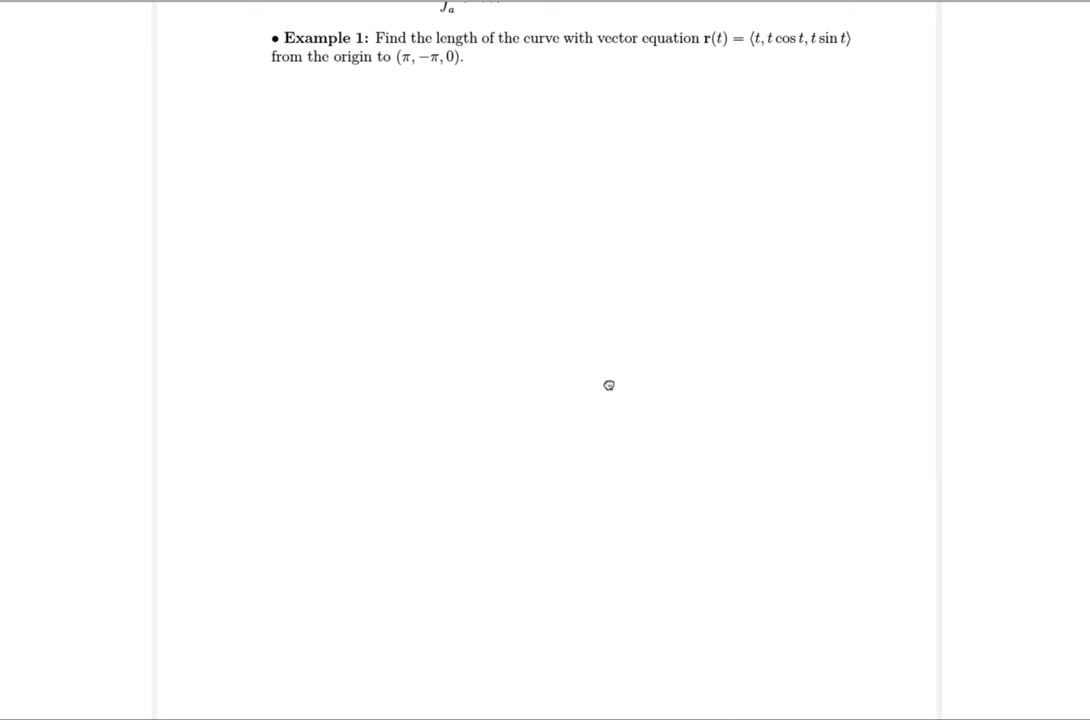 a
• Example 1: Find the length of the curve with vector equation r(t) = ⟨t, t cos t, t sin t⟩
from the origin to (π, −π, 0).